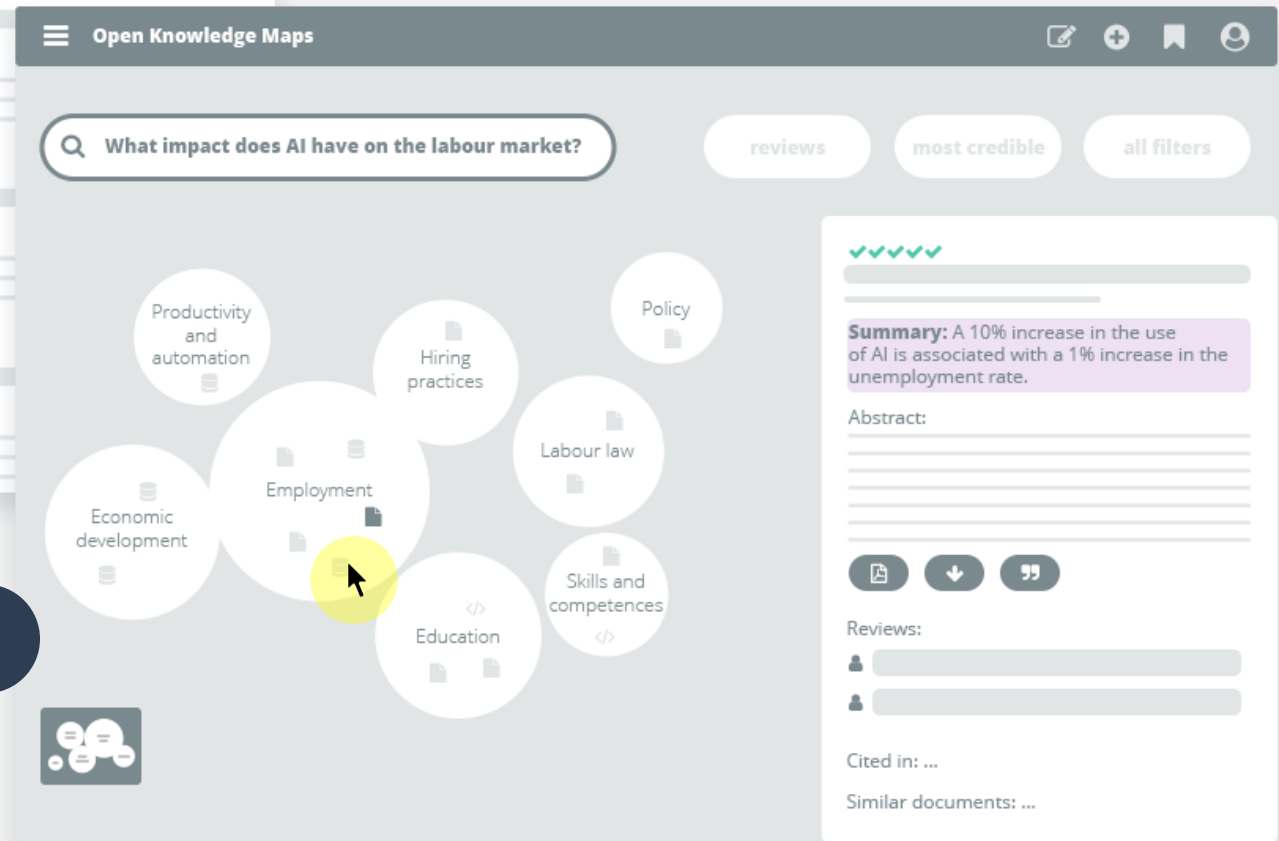 Open Knowledge Maps
What impact does AI have on the labour market?
reviews
most credible
all filters
Productivity
and
automation
Hiring
practices
Policy
Employment
Labour law
Economic
development
Skills and
competences
Education
Summary: A 10% increase in the use
of AI is associated with a 1% increase in the
unemployment rate.
Abstract:
Reviews:
Cited in: ...
Similar documents: ...